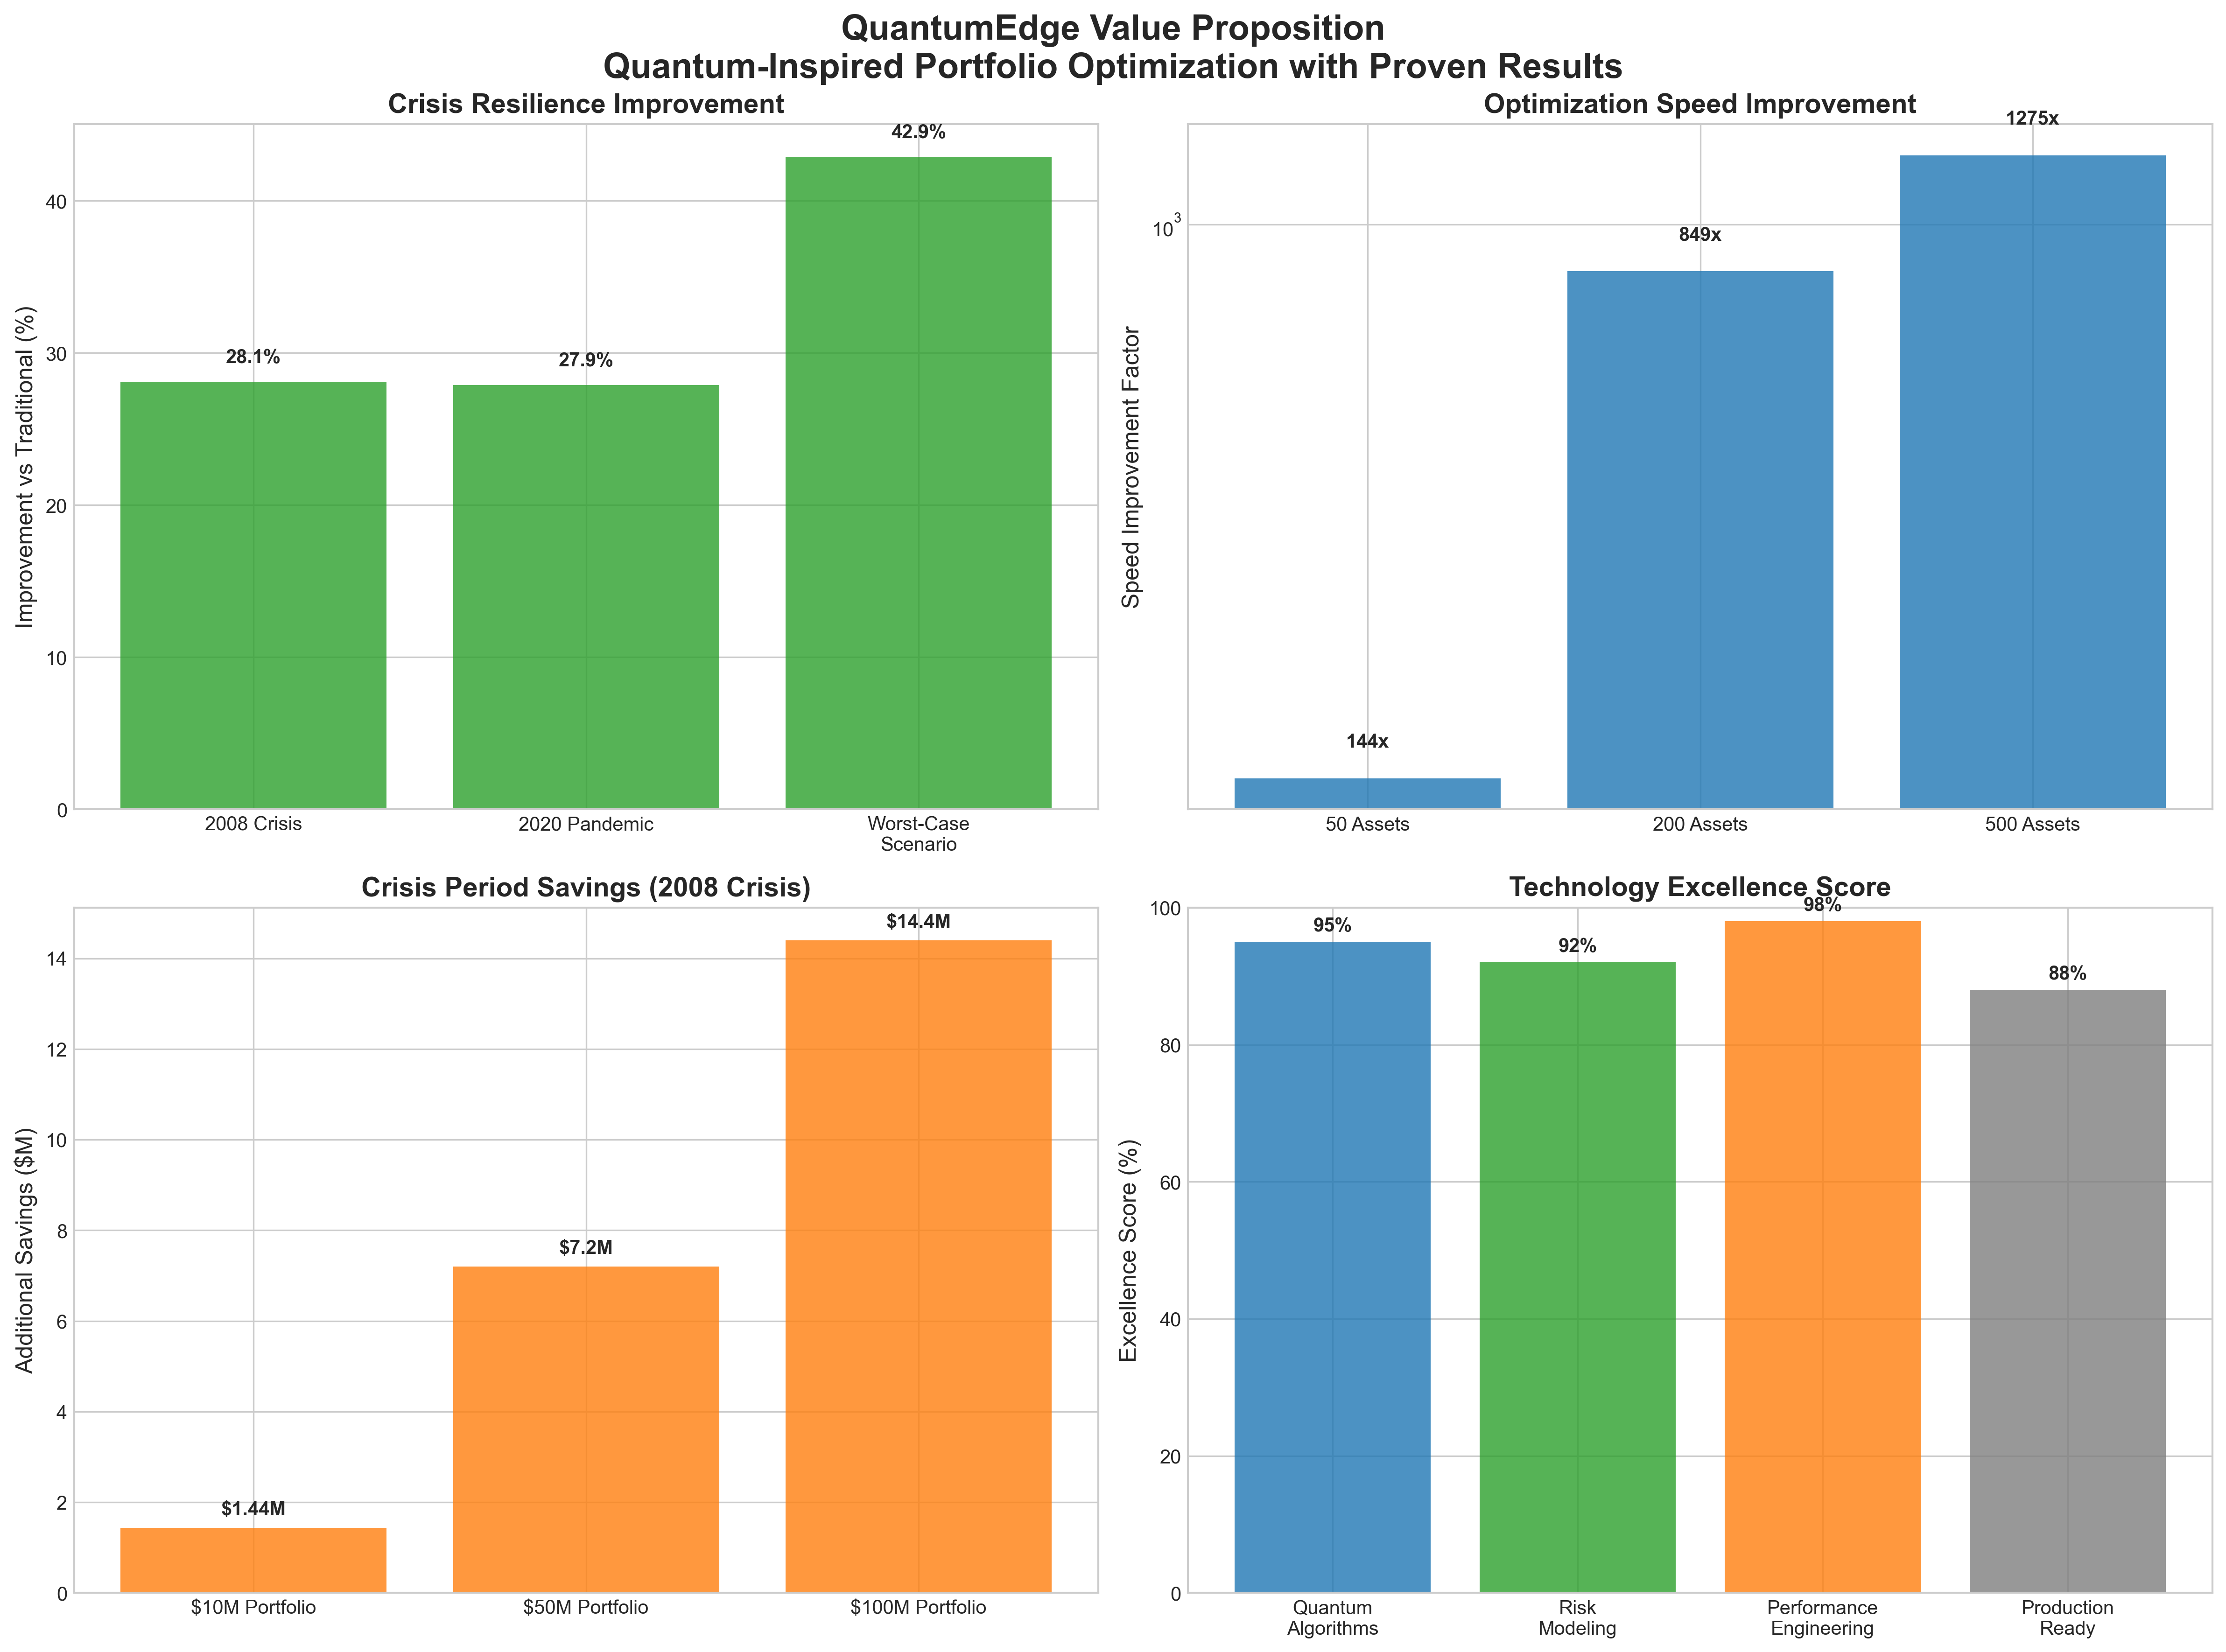 QuantumEdge Value Proposition
Quantum-Inspired Portfolio Optimization with Proven Results
Crisis Resilience Improvement
Improvement vs Traditional (%)
40
30
20
10
0
28.1%
27.9%
42.9%
2008 Crisis
2020 Pandemic
Worst-Case
Scenario
Optimization Speed Improvement
Speed Improvement Factor
10³
144x
849x
1275x
50 Assets
200 Assets
500 Assets
Crisis Period Savings (2008 Crisis)
Additional Savings ($M)
14
12
10
8
6
4
2
0
$1.44M
$7.2M
$14.4M
$10M Portfolio
$50M Portfolio
$100M Portfolio
Technology Excellence Score
Excellence Score (%)
100
80
60
40
20
0
95%
92%
98%
88%
Quantum
Algorithms
Risk
Modeling
Performance
Engineering
Production
Ready